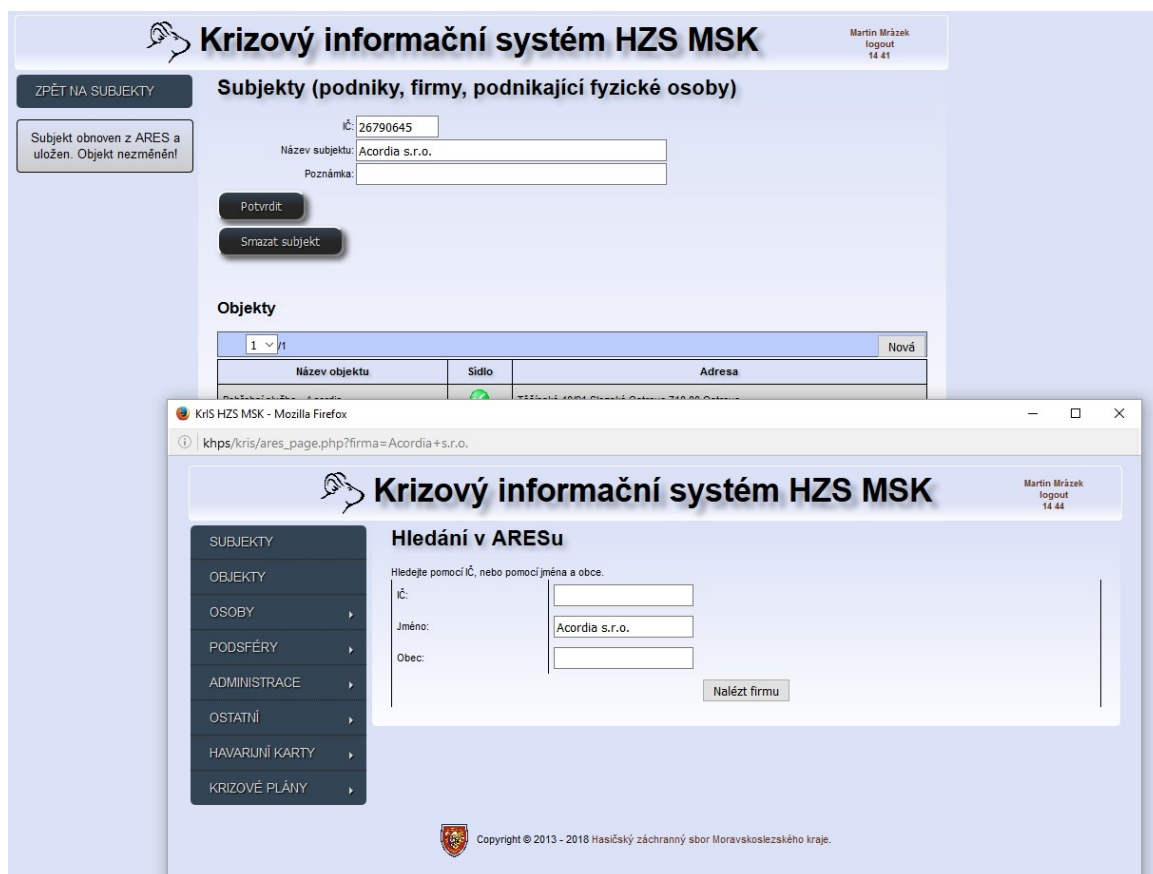 Krizový informační systém HZS MSK
Martin Mrázek
logout
14 41
ZPĚT NA SUBJEKTY
Subjekt obnoven z ARES a
uložen. Objekt nezměněn!
Subjekty (podniky, firmy, podnikající fyzické osoby)
IČ: 26790645
Název subjektu: Acordia s.r.o.
Poznámka:
Potvrdit
Smazat subjekt
Objekty
1 /1 Nová
Název objektu Sídlo Adresa
KrIS HZS MSK - Mozilla Firefox
khps/kris/ares_page.php?firma=Acordia+s.r.o.
Krizový informační systém HZS MSK
Martin Mrázek
logout
14 44
SUBJEKTY
OBJEKTY
OSOBY
PODSFÉRY
ADMINISTRACE
OSTATNÍ
HAVARIJNÍ KARTY
KRIZOVÉ PLÁNY
Hledání v ARESu
Hledejte pomocí IČ, nebo pomocí jména a obce.
IČ:
Jméno: Acordia s.r.o.
Obec:
Nalézt firmu
Copyright © 2013 - 2018 Hasičský záchranný sbor Moravskoslezského kraje.